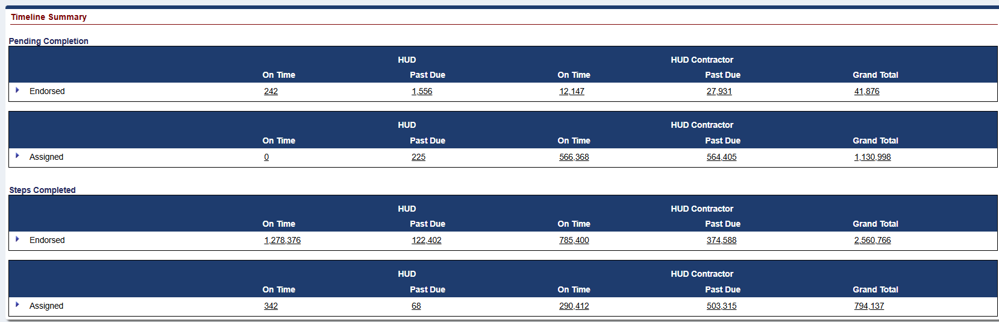 Timeline Summary
Pending Completion
HUD HUD Contractor
On Time Past Due On Time Past Due Grand Total
Endorsed 242 1,556 12,147 27,931 41,876
HUD HUD Contractor
On Time Past Due On Time Past Due Grand Total
Assigned 0 225 566,368 564,405 1,130,998
Steps Completed
HUD HUD Contractor
On Time Past Due On Time Past Due Grand Total
Endorsed 1,278,376 122,402 785,400 374,588 2,560,766
HUD HUD Contractor
On Time Past Due On Time Past Due Grand Total
Assigned 342 68 290,412 503,315 794,137